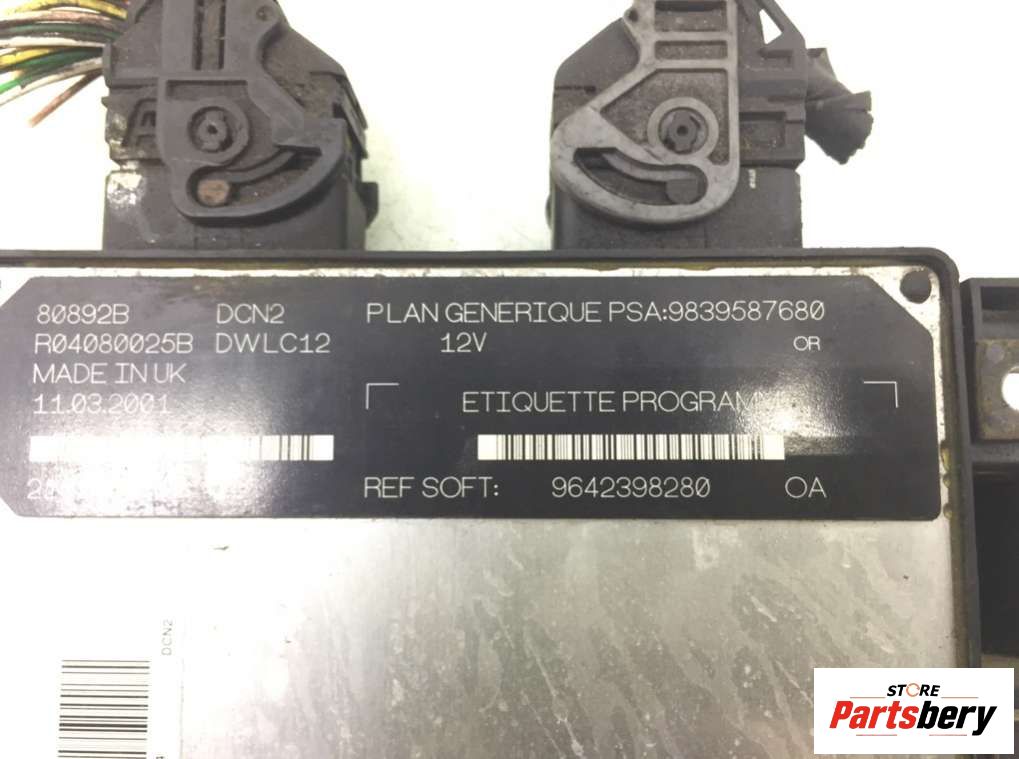 80892B DCN2 PLAN GENERIQUE PSA:9839587680
R04080025B DWLC12 12V OR
MADE IN UK
11.03.2001
ETIQUETTE
REF SOFT: 9642398280 OA
DCN2
STORE
Partsbery